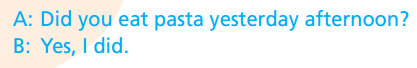 A: Did you eat pasta yesterday afternoon?
B: Yes, I did.